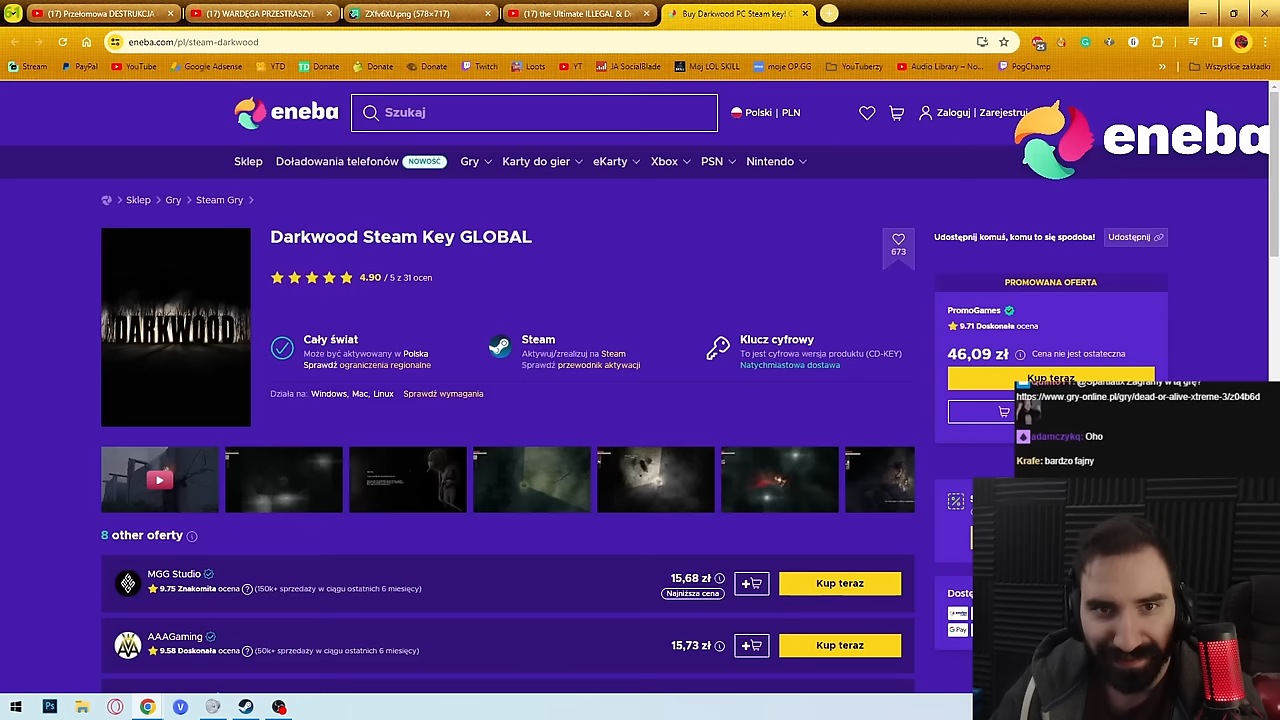 (17) Przełomowa DESTRUKCJA
(17) WARDĘGA PRZESTRASZYŁ
ZXfv6XU.png (578×717)
(17) the Ultimate ILLEGAL & D
Buy Darkwood PC Steam key! C
eneba.com/pl/steam-darkwood
25
Stream
PayPal
YouTube
Google Adsense
YTD
Donate
Donate
Donate
Twitch
Loots
YT
JA SocialBlade
Mój LOL SKILL
moje OP.GG
YouTuberzy
Audio Library – No...
PogChamp
Wszystkie zakładki
eneba
Szukaj
Polski | PLN
Zaloguj | Zarejestruj
eneba
Sklep
Doładowania telefonów NOWOŚĆ
Gry
Karty do gier
eKarty
Xbox
PSN
Nintendo
Sklep
Gry
Steam Gry
DARKWOOD
Darkwood Steam Key GLOBAL
673
4.90 / 5 z 31 ocen
Udostępnij komuś, komu to się spodoba!
Udostępnij
Cały świat
Może być aktywowany w Polska
Sprawdź ograniczenia regionalne
Steam
Aktywuj/zrealizuj na Steam
Sprawdź przewodnik aktywacji
Klucz cyfrowy
To jest cyfrowa wersja produktu (CD-KEY)
Natychmiastowa dostawa
Działa na: Windows, Mac, Linux Sprawdź wymagania
PROMOWANA OFERTA
PromoGames
9.71 Doskonała ocena
46,09 zł
Cena nie jest ostateczna
Kup teraz
@Spartiatix Zagramy w tą grę?
https://www.gry-online.pl/gry/dead-or-alive-xtreme-3/z04b6d
adamczykq: Oho
Krafe: bardzo fajny
8 other oferty
MGG Studio
9.75 Znakomita ocena (150k+ sprzedaży w ciągu ostatnich 6 miesięcy)
15,68 zł
Najniższa cena
Kup teraz
AAAGaming
9.58 Doskonała ocena (50k+ sprzedaży w ciągu ostatnich 6 miesięcy)
15,73 zł
Kup teraz
G Pay